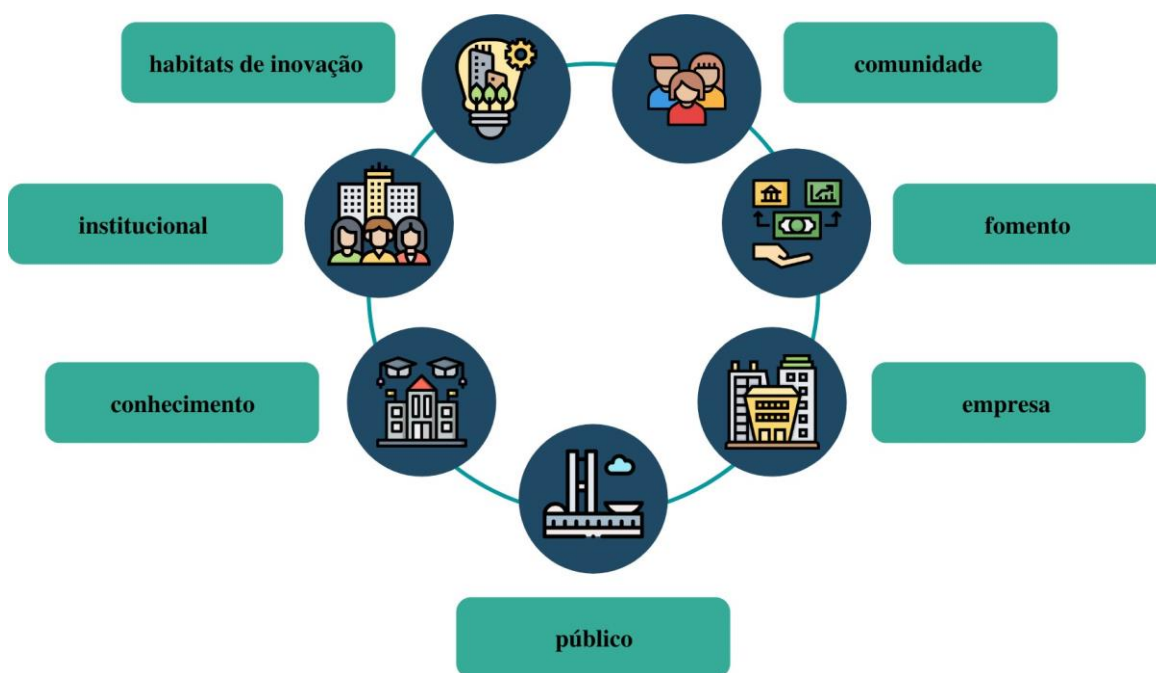 habitats de inovação
comunidade
institucional
fomento
conhecimento
empresa
público